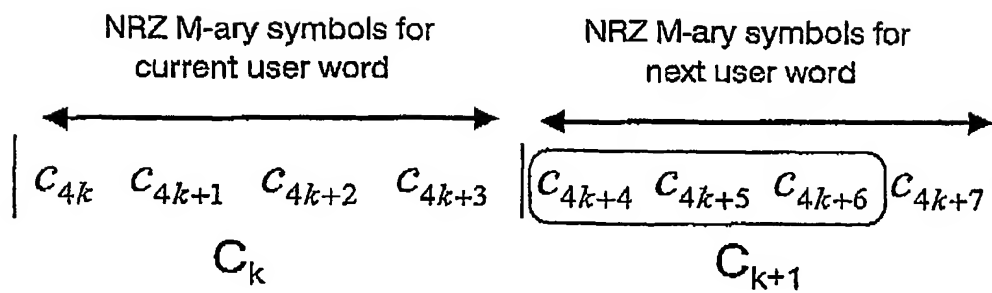 NRZ M-ary symbols for
current user word
NRZ M-ary symbols for
next user word
c4k c4k+1 c4k+2 c4k+3 c4k+4 c4k+5 c4k+6 c4k+7
Ck Ck+1